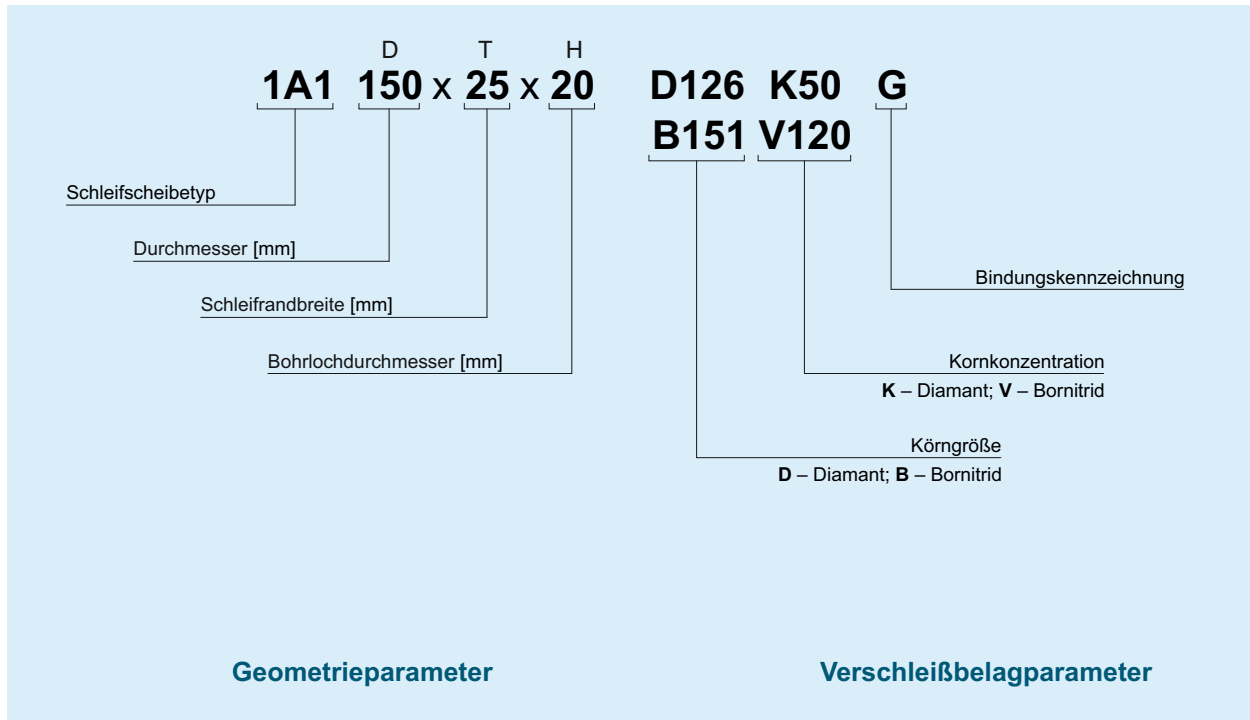 D T H
1A1 150 x 25 x 20 D126 K50 G
B151 V120
Schleifscheibetyp
Durchmesser [mm]
Bindungskennzeichnung
Schleifrandbreite [mm]
Bohrlochdurchmesser [mm]
Kornkonzentration
K – Diamant; V – Bornitrid
Körngröße
D – Diamant; B – Bornitrid
Geometrieparameter
Verschleißbelagparameter